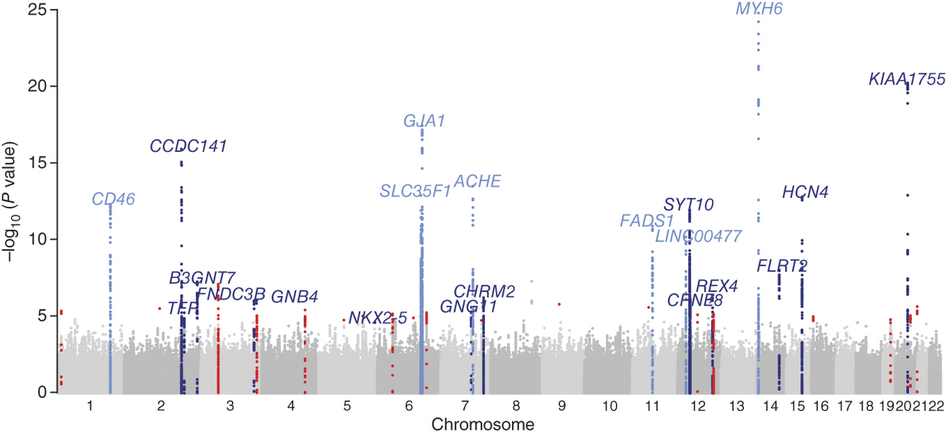 25
MYH6
20
KIAA1755
GJA1
CCDC141
15
–log10 (P value)
ACHE
SLC35F1
HCN4
CD46
SYT10
FADS1
10
LINC00477
B3GNT7
FLRT2
FNDC3B
GNB4
CHRM2
REX4
TFP
GNG11
CPNE8
5
NKX2-5
0
1 2 3 4 5 6 7 8 9 10 11 12 13 14 15 16 17 18 19 20 21 22
Chromosome